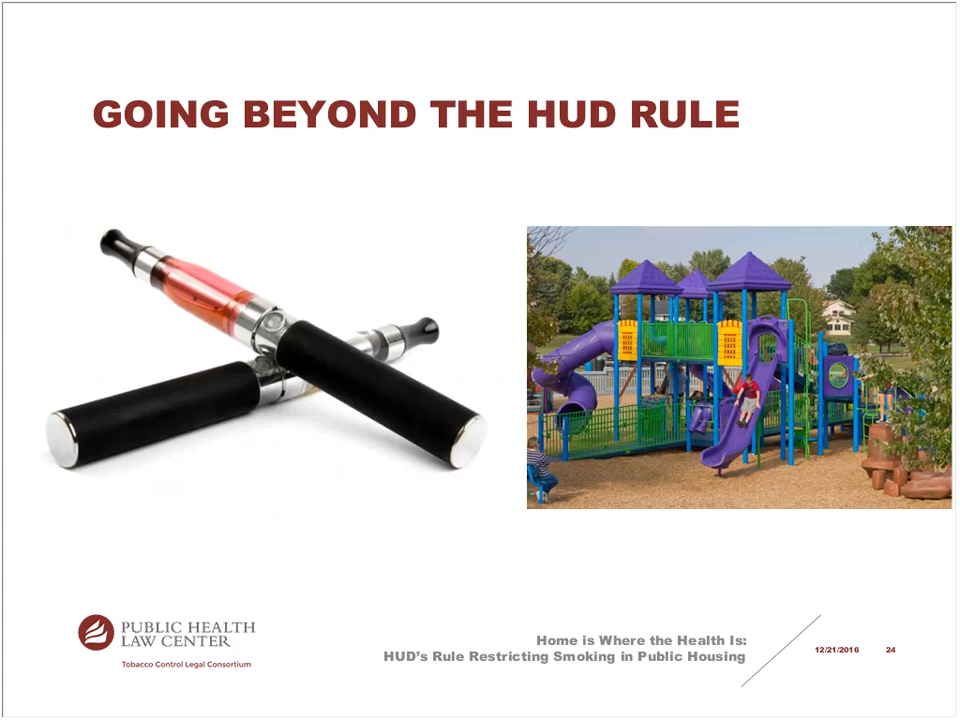 GOING BEYOND THE HUD RULE
PUBLIC HEALTH
LAW CENTER
Tobacco Control Legal Consortium
Home is Where the Health Is:
HUD’s Rule Restricting Smoking in Public Housing
12/21/2016 24